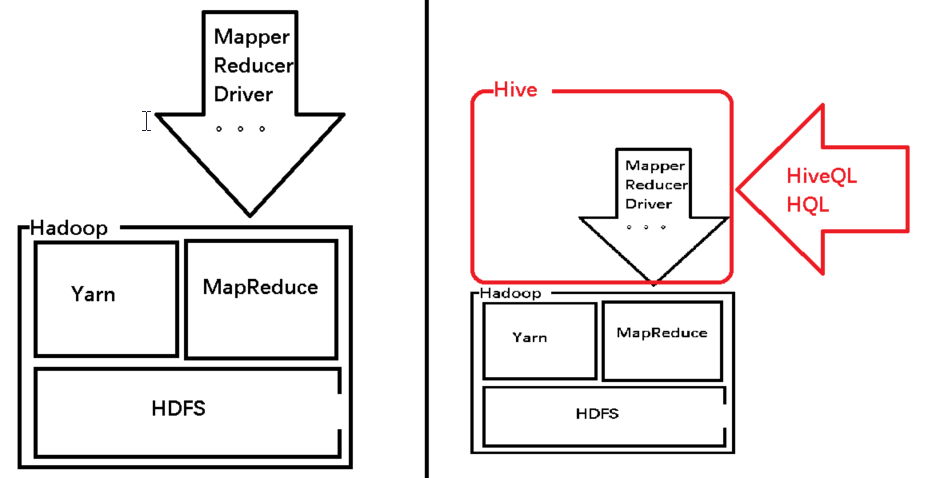 Mapper
Reducer
Driver
。。。
Hadoop
Yarn
MapReduce
HDFS
Hive
Mapper
Reducer
Driver
。。。
HiveQL
HQL
Hadoop
Yarn
MapReduce
HDFS